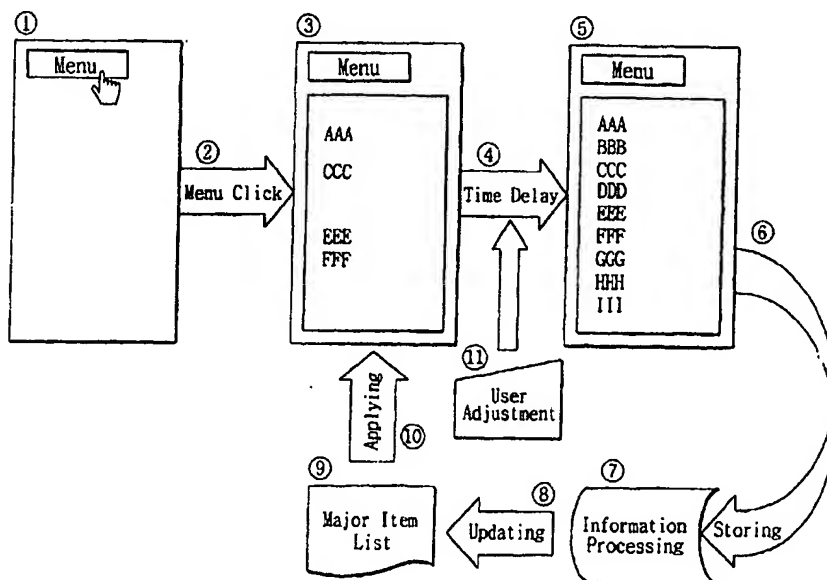 ①
Menu
② 
Menu Click
③
Menu
AAA
CCC
EEE
FFF
④
Time Delay
⑤
Menu
AAA
BBB
CCC
DDD
EEE
FFF
GGG
HHH
III
⑥
Storing
⑦
Information
Processing
⑧
Updating
⑨
Major Item
List
⑩
Applying
⑪
User
Adjustment